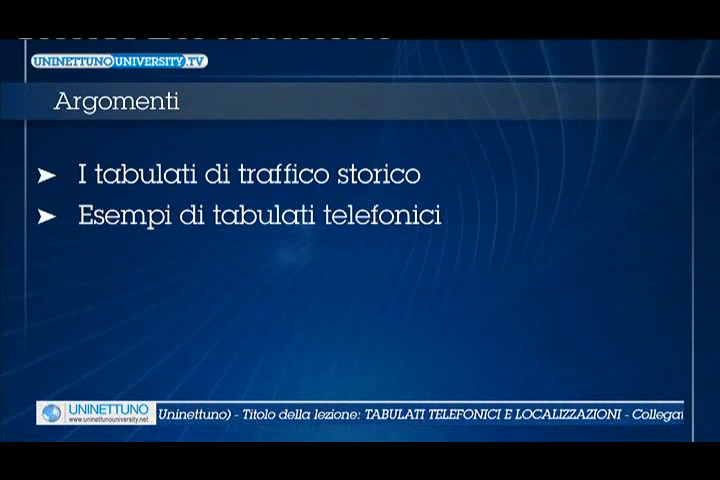 UNINETTUNOUNIVERSITY.TV
Argomenti
➤ I tabulati di traffico storico
➤ Esempi di tabulati telefonici
UNINETTUNO
www.uninettunouniversity.net
Uninettuno) - Titolo della lezione: TABULATI TELEFONICI E LOCALIZZAZIONI - Collegat